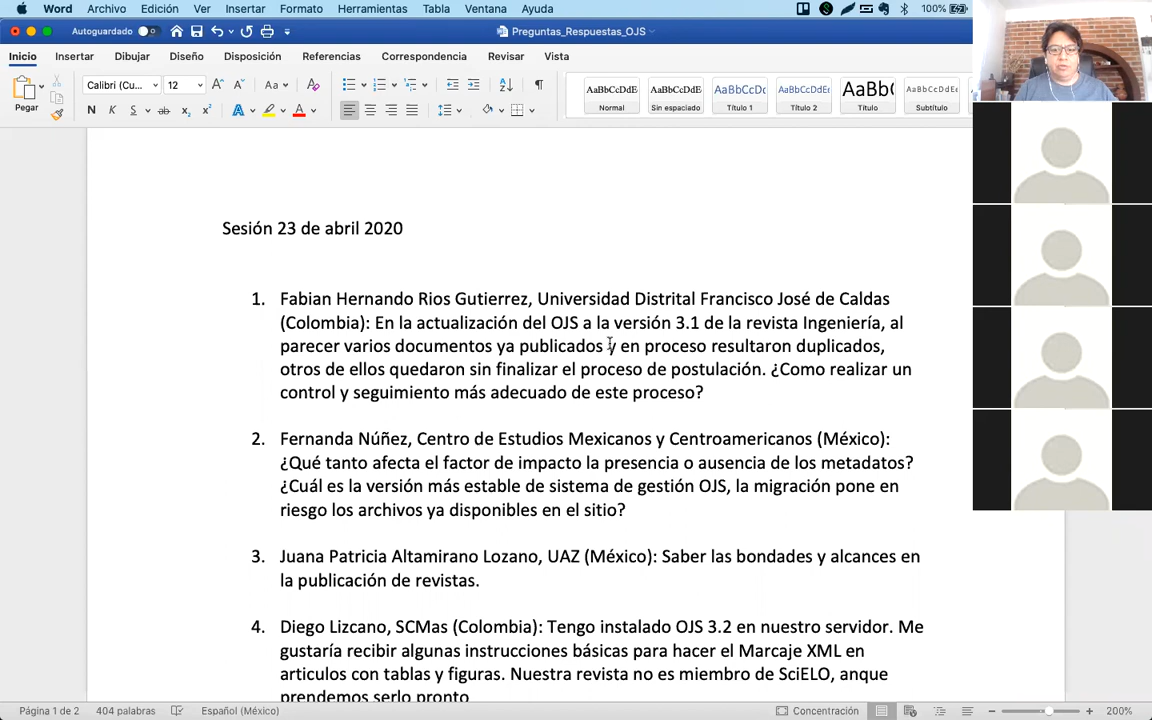 Word Archivo Edición Ver Insertar Formato Herramientas Tabla Ventana Ayuda 100%
Autoguardado Preguntas_Respuestas_OJS
Inicio Insertar Dibujar Diseño Disposición Referencias Correspondencia Revisar Vista
Pegar Calibri (Cu... 12 Aa
N K S x₂ x² A A
AaBbCcDdE AaBbCcDdE AaBbCcDc AaBbCcDdE AaBb( AaBbCcDdE
Normal Sin espaciado Título 1 Título 2 Título Subtítulo
Sesión 23 de abril 2020
1. Fabian Hernando Rios Gutierrez, Universidad Distrital Francisco José de Caldas
(Colombia): En la actualización del OJS a la versión 3.1 de la revista Ingeniería, al
parecer varios documentos ya publicados y en proceso resultaron duplicados,
otros de ellos quedaron sin finalizar el proceso de postulación. ¿Como realizar un
control y seguimiento más adecuado de este proceso?
2. Fernanda Núñez, Centro de Estudios Mexicanos y Centroamericanos (México):
¿Qué tanto afecta el factor de impacto la presencia o ausencia de los metadatos?
¿Cuál es la versión más estable de sistema de gestión OJS, la migración pone en
riesgo los archivos ya disponibles en el sitio?
3. Juana Patricia Altamirano Lozano, UAZ (México): Saber las bondades y alcances en
la publicación de revistas.
4. Diego Lizcano, SCMas (Colombia): Tengo instalado OJS 3.2 en nuestro servidor. Me
gustaría recibir algunas instrucciones básicas para hacer el Marcaje XML en
articulos con tablas y figuras. Nuestra revista no es miembro de SciELO, anque
prendemos serlo pronto
Página 1 de 2 404 palabras Español (México) Concentración 200%